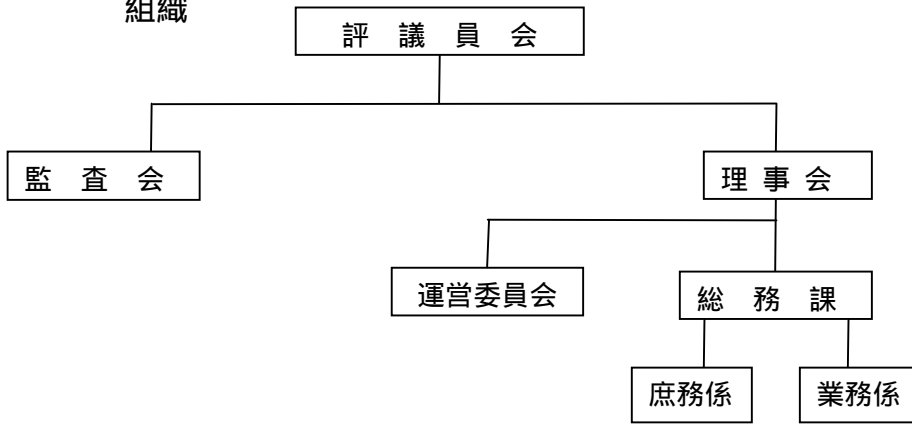 組織
評 議 員 会
監 査 会
理 事 会
運営委員会
総 務 課
庶務係
業務係